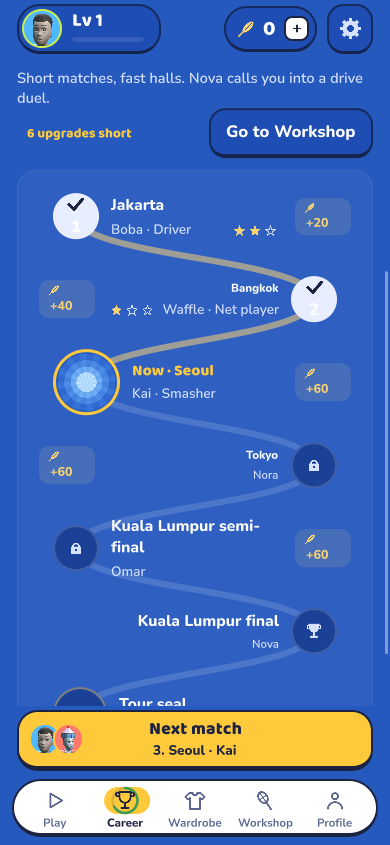 Lv 1
0
+
Short matches, fast halls. Nova calls you into a drive
duel.
6 upgrades short
Go to Workshop
1
Jakarta
Boba · Driver
+20
+40
Bangkok
Waffle · Net player
2
Now · Seoul
Kai · Smasher
+60
+60
Tokyo
Nora
Kuala Lumpur semi-
final
Omar
+60
Kuala Lumpur final
Nova
Tour seal
Next match
3. Seoul · Kai
Play
Career
Wardrobe
Workshop
Profile